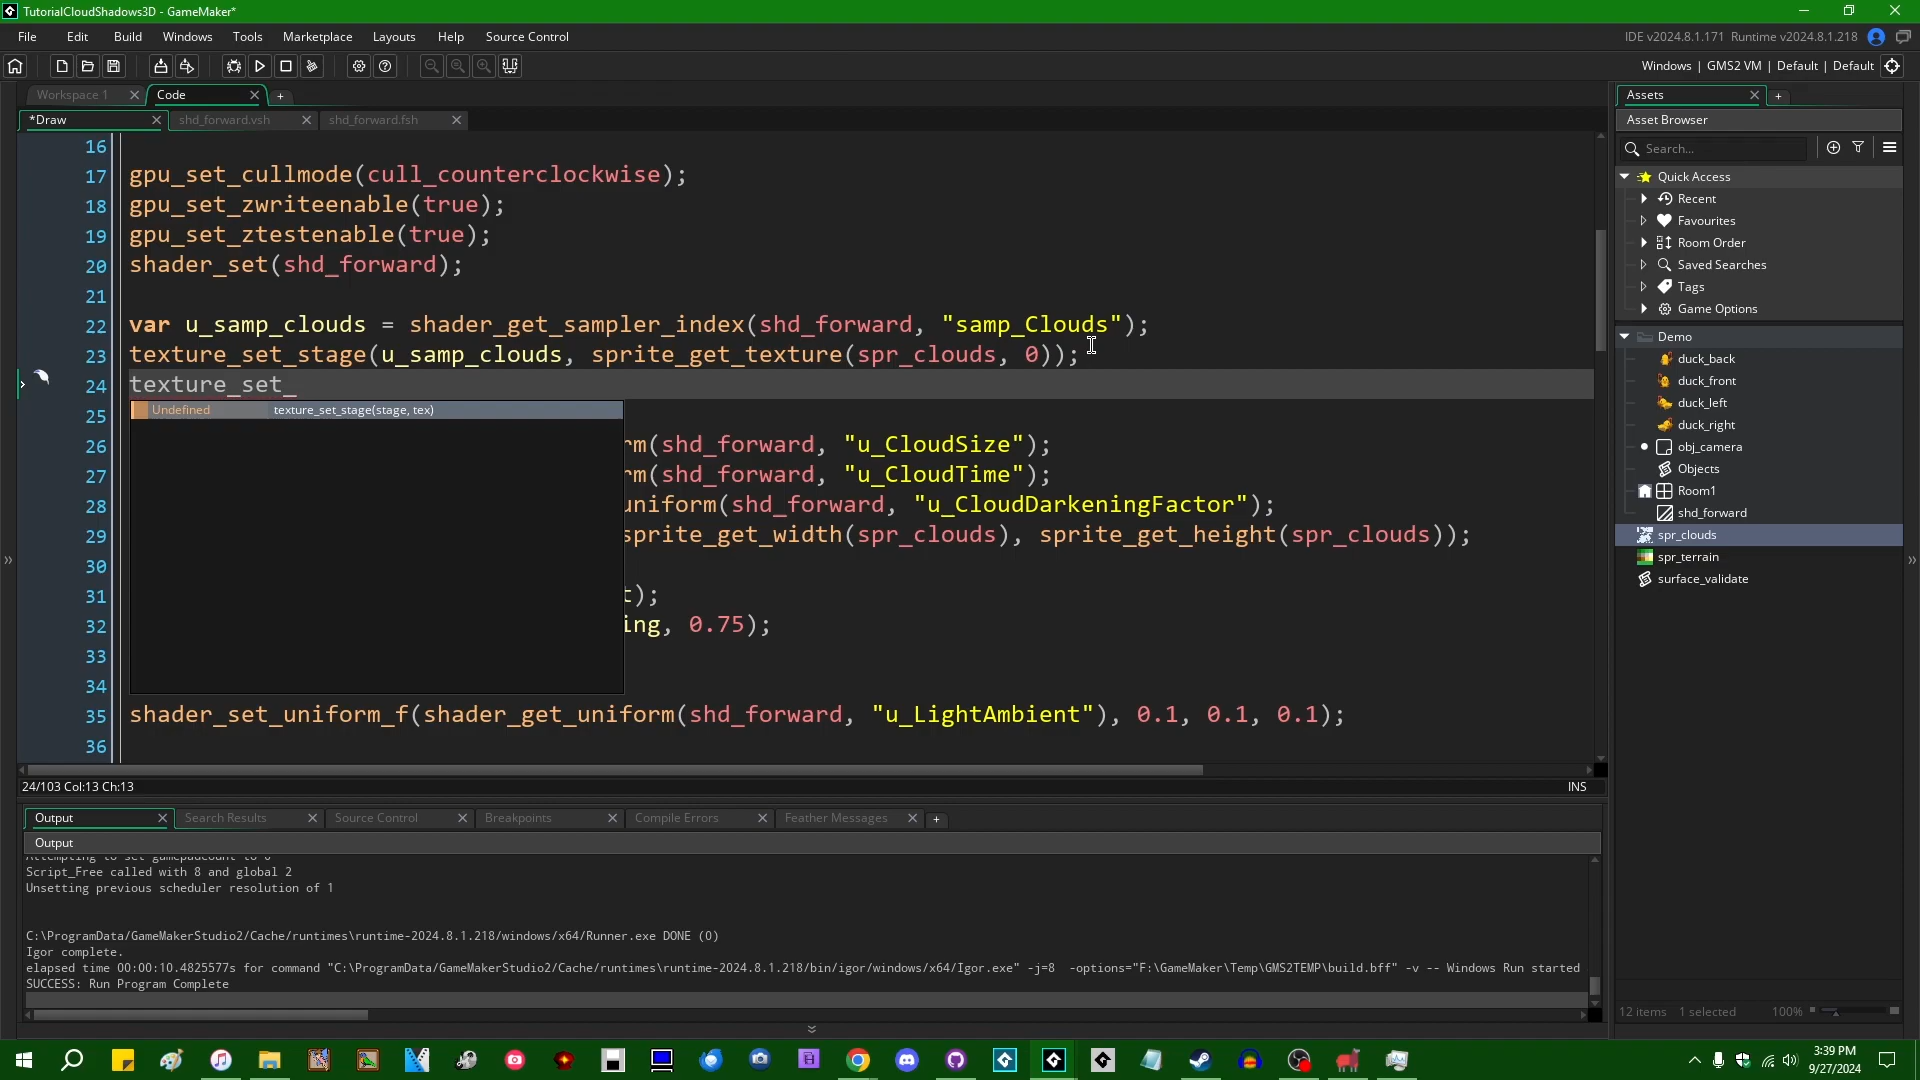 TutorialCloudShadows3D - GameMaker*
File Edit Build Windows Tools Marketplace Layouts Help Source Control
IDE v2024.8.1.171 Runtime v2024.8.1.218
Windows | GMS2 VM | Default | Default
Workspace 1
Code
*Draw
shd_forward.vsh
shd_forward.fsh
16
17 gpu_set_cullmode(cull_counterclockwise);
18 gpu_set_zwriteenable(true);
19 gpu_set_ztestenable(true);
20 shader_set(shd_forward);
21
22 var u_samp_clouds = shader_get_sampler_index(shd_forward, "samp_Clouds");
23 texture_set_stage(u_samp_clouds, sprite_get_texture(spr_clouds, 0));
24 texture_set_
Undefined texture_set_stage(stage, tex)
25
26 rm(shd_forward, "u_CloudSize");
27 rm(shd_forward, "u_CloudTime");
28 uniform(shd_forward, "u_CloudDarkeningFactor");
29 sprite_get_width(spr_clouds), sprite_get_height(spr_clouds));
30
31 t);
32 ing, 0.75);
33
34
35 shader_set_uniform_f(shader_get_uniform(shd_forward, "u_LightAmbient"), 0.1, 0.1, 0.1);
36
24/103 Col:13 Ch:13
INS
Output
Search Results
Source Control
Breakpoints
Compile Errors
Feather Messages
Output
Attempting to set gamepadcount to 0
Script_Free called with 8 and global 2
Unsetting previous scheduler resolution of 1
C:\ProgramData/GameMakerStudio2/Cache/runtimes\runtime-2024.8.1.218/windows/x64/Runner.exe DONE (0)
Igor complete.
elapsed time 00:00:10.4825577s for command "C:\ProgramData/GameMakerStudio2/Cache/runtimes\runtime-2024.8.1.218/bin/igor/windows/x64/Igor.exe" -j=8 -options="F:\GameMaker\Temp\GMS2TEMP\build.bff" -v -- Windows Run started
SUCCESS: Run Program Complete
Assets
Asset Browser
Search...
Quick Access
Recent
Favourites
Room Order
Saved Searches
Tags
Game Options
Demo
duck_back
duck_front
duck_left
duck_right
obj_camera
Objects
Room1
shd_forward
spr_clouds
spr_terrain
surface_validate
12 items 1 selected 100%
3:39 PM
9/27/2024